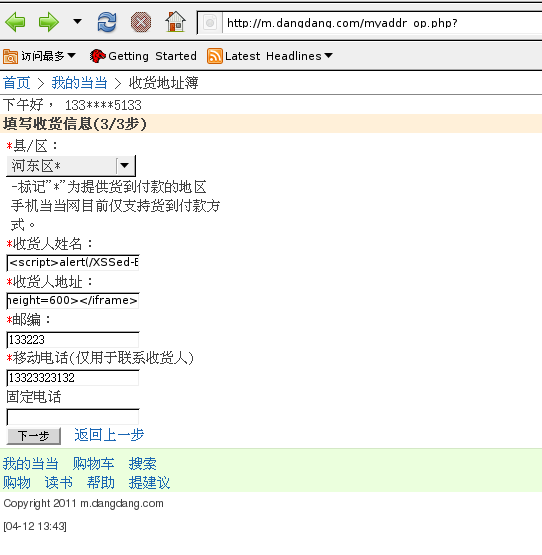 http://m.dangdang.com/myaddr_op.php?
访问最多 Getting Started Latest Headlines
首页 > 我的当当 > 收货地址簿
下午好， 133****5133
填写收货信息(3/3步)
*县/区：
河东区*
-标记"*"为提供货到付款的地区
手机当当网目前仅支持货到付款方
式。
*收货人姓名：
<script>alert(/XSSed-E
*收货人地址：
height=600></iframe>
*邮编：
133223
*移动电话(仅用于联系收货人)
13323323132
固定电话
下一步 返回上一步
我的当当 购物车 搜索
购物 读书 帮助 提建议
Copyright 2011 m.dangdang.com
[04-12 13:43]